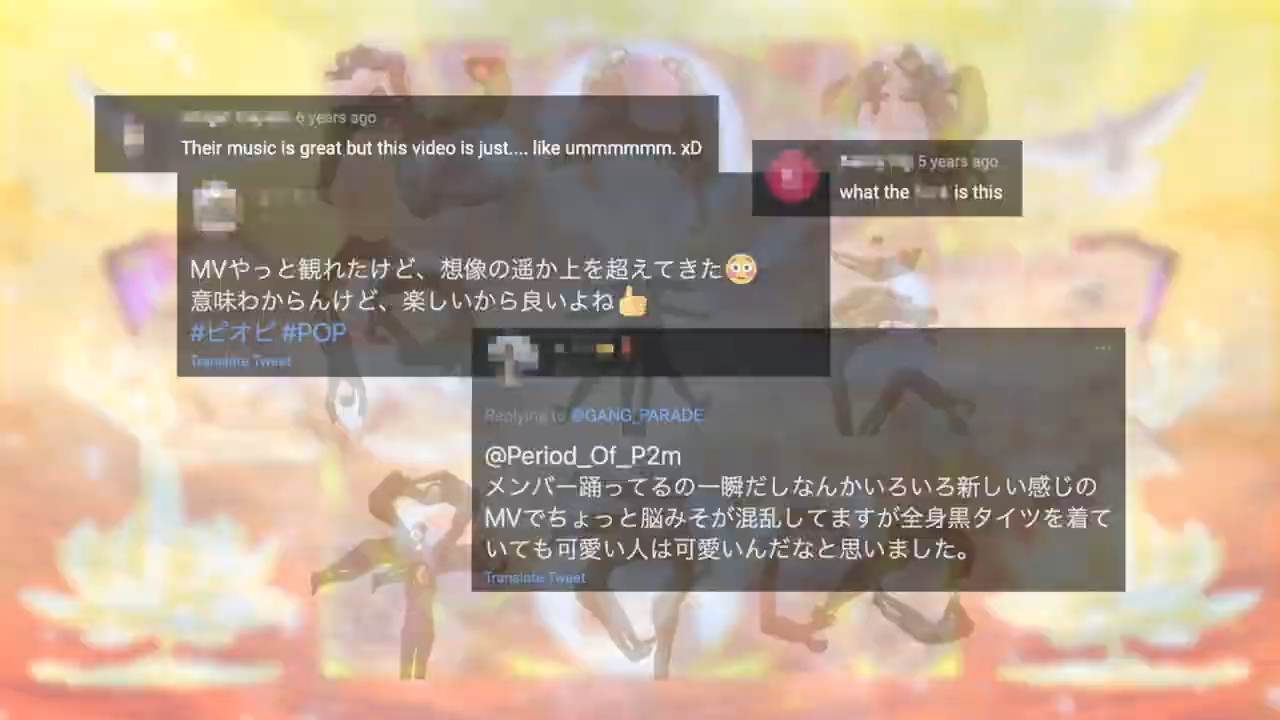 6 years ago
Their music is great but this video is just.... like ummmmmm. xD
5 years ago
what the is this
MVやっと観れたけど、想像の遥か上を超えてきた😳
意味わからんけど、楽しいから良いよね👍
#ピオピ #POP
Translate Tweet
Replying to @GANG_PARADE
@Period_Of_P2m
メンバー踊ってるの一瞬だしなんかいろいろ新しい感じの
MVでちょっと脳みそが混乱してますが全身黒タイツを着て
いても可愛い人は可愛いんだなと思いました。
Translate Tweet